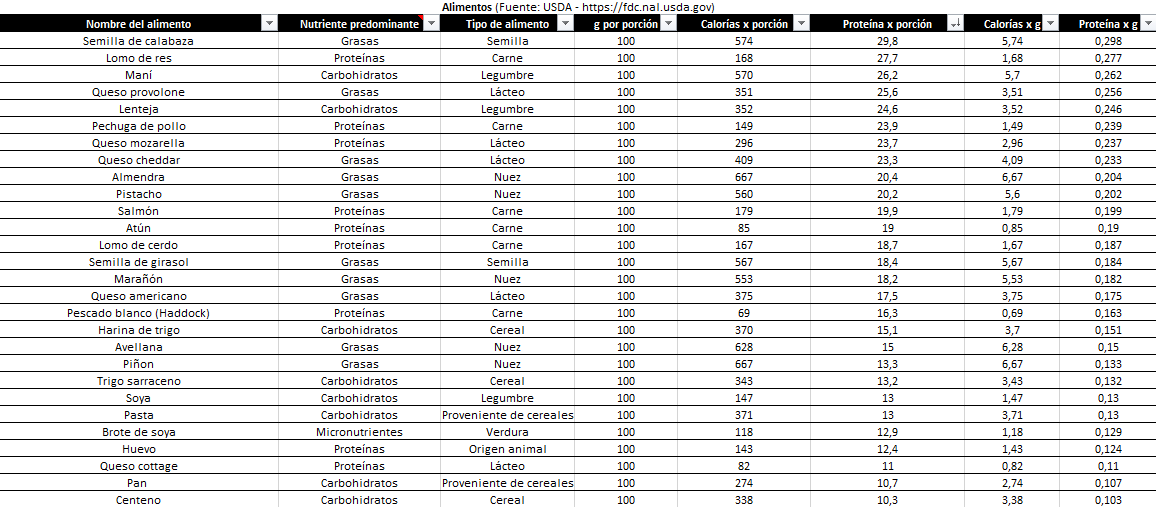 Alimentos (Fuente: USDA - https://fdc.nal.usda.gov)
Nombre del alimento Nutriente predominante Tipo de alimento g por porción Calorías x porción Proteína x porción Calorías x g Proteína x g
Semilla de calabaza Grasas Semilla 100 574 29,8 5,74 0,298
Lomo de res Proteínas Carne 100 168 27,7 1,68 0,277
Maní Carbohidratos Legumbre 100 570 26,2 5,7 0,262
Queso provolone Grasas Lácteo 100 351 25,6 3,51 0,256
Lenteja Carbohidratos Legumbre 100 352 24,6 3,52 0,246
Pechuga de pollo Proteínas Carne 100 149 23,9 1,49 0,239
Queso mozarella Proteínas Lácteo 100 296 23,7 2,96 0,237
Queso cheddar Grasas Lácteo 100 409 23,3 4,09 0,233
Almendra Grasas Nuez 100 667 20,4 6,67 0,204
Pistacho Grasas Nuez 100 560 20,2 5,6 0,202
Salmón Proteínas Carne 100 179 19,9 1,79 0,199
Atún Proteínas Carne 100 85 19 0,85 0,19
Lomo de cerdo Proteínas Carne 100 167 18,7 1,67 0,187
Semilla de girasol Grasas Semilla 100 567 18,4 5,67 0,184
Marañón Grasas Nuez 100 553 18,2 5,53 0,182
Queso americano Grasas Lácteo 100 375 17,5 3,75 0,175
Pescado blanco (Haddock) Proteínas Carne 100 69 16,3 0,69 0,163
Harina de trigo Carbohidratos Cereal 100 370 15,1 3,7 0,151
Avellana Grasas Nuez 100 628 15 6,28 0,15
Piñon Grasas Nuez 100 667 13,3 6,67 0,133
Trigo sarraceno Carbohidratos Cereal 100 343 13,2 3,43 0,132
Soya Carbohidratos Legumbre 100 147 13 1,47 0,13
Pasta Carbohidratos Proveniente de cereales 100 371 13 3,71 0,13
Brote de soya Micronutrientes Verdura 100 118 12,9 1,18 0,129
Huevo Proteínas Origen animal 100 143 12,4 1,43 0,124
Queso cottage Proteínas Lácteo 100 82 11 0,82 0,11
Pan Carbohidratos Proveniente de cereales 100 274 10,7 2,74 0,107
Centeno Carbohidratos Cereal 100 338 10,3 3,38 0,103